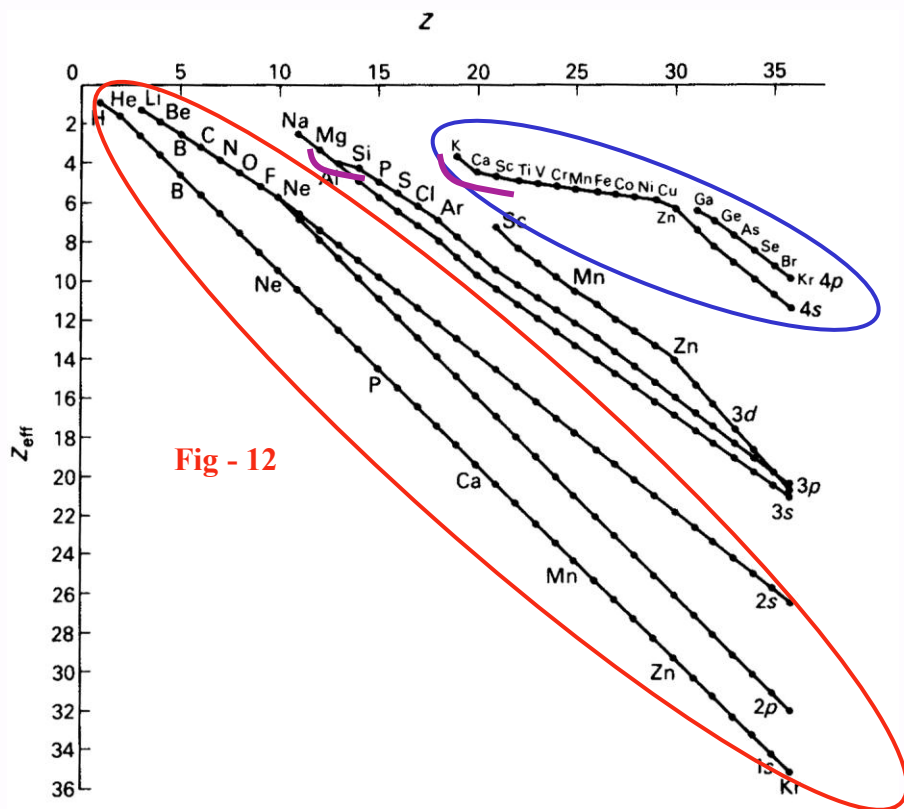 Z
0 5 10 15 20 25 30 35
Z eff
2
4
6
8
10
12
14
16
18
20
22
24
26
28
30
32
34
36
H He Li Be B C N O F Ne
Na Mg Al Si P S Cl Ar
K Ca Sc Ti V Cr Mn Fe Co Ni Cu Zn
Ga Ge As Se Br Kr 4p
4s
Sc Mn Zn 3d
3p
3s
2s
2p
B Ne P Ca Mn Zn Kr
1s
Fig - 12